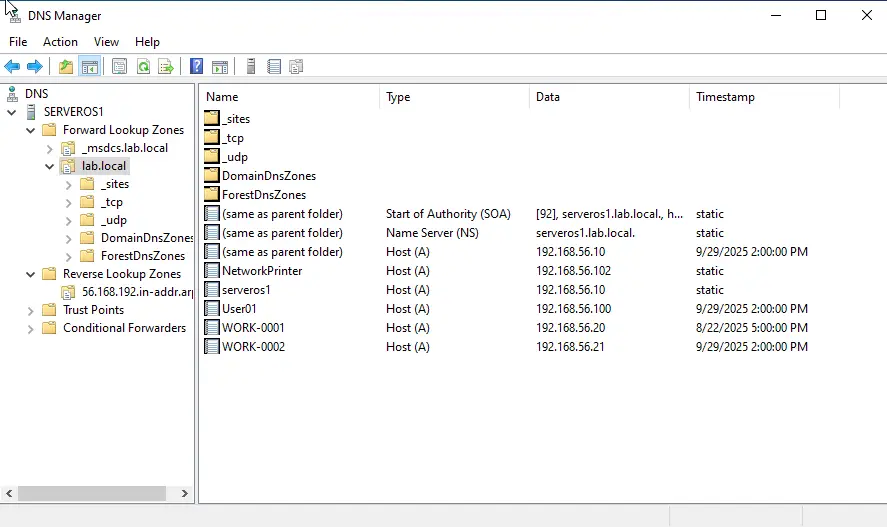 DNS Manager
File Action View Help
DNS
SERVEROS1
Forward Lookup Zones
_msdcs.lab.local
lab.local
_sites
_tcp
_udp
DomainDnsZones
ForestDnsZones
Reverse Lookup Zones
56.168.192.in-addr.arp
Trust Points
Conditional Forwarders
Name Type Data Timestamp
_sites
_tcp
_udp
DomainDnsZones
ForestDnsZones
(same as parent folder) Start of Authority (SOA) [92], serveros1.lab.local., h... static
(same as parent folder) Name Server (NS) serveros1.lab.local. static
(same as parent folder) Host (A) 192.168.56.10 9/29/2025 2:00:00 PM
NetworkPrinter Host (A) 192.168.56.102 static
serveros1 Host (A) 192.168.56.10 static
User01 Host (A) 192.168.56.100 9/29/2025 2:00:00 PM
WORK-0001 Host (A) 192.168.56.20 8/22/2025 5:00:00 PM
WORK-0002 Host (A) 192.168.56.21 9/29/2025 2:00:00 PM